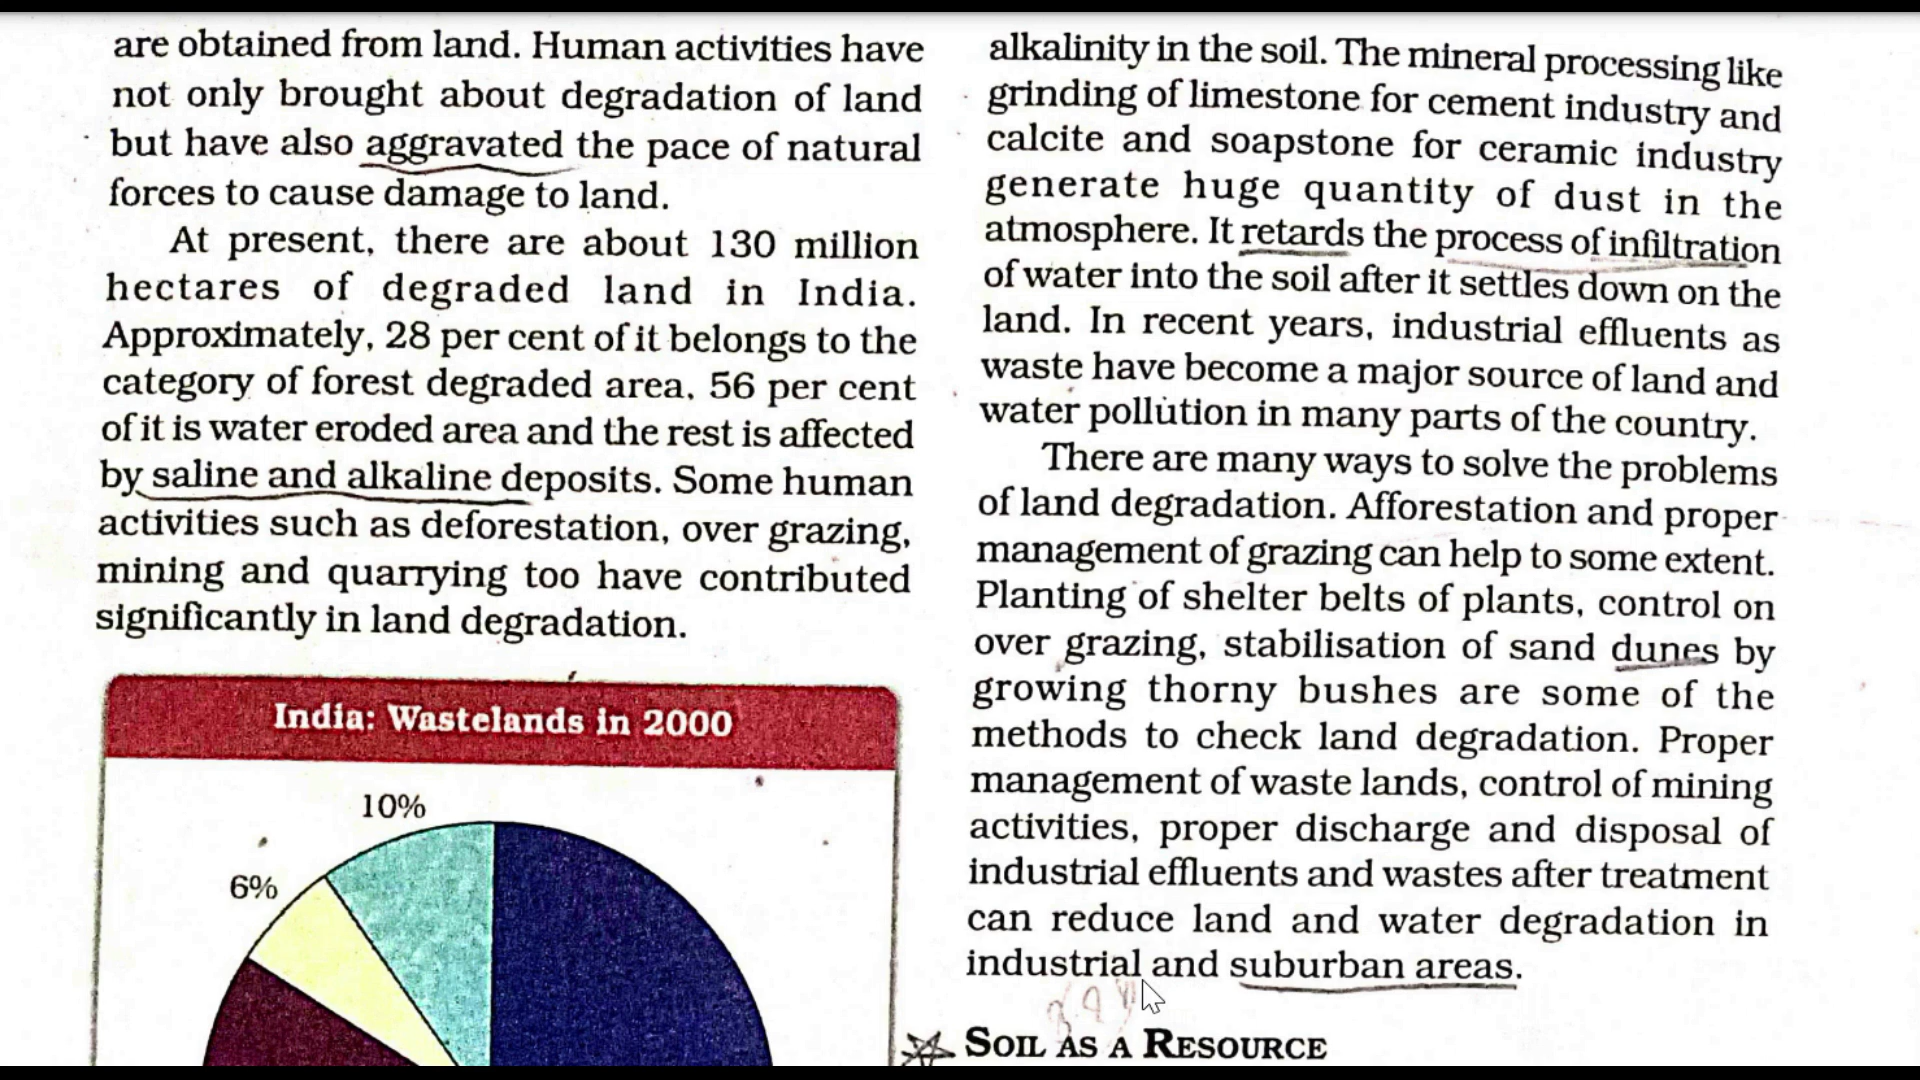 are obtained from land. Human activities have
not only brought about degradation of land
but have also aggravated the pace of natural
forces to cause damage to land.
At present, there are about 130 million
hectares of degraded land in India.
Approximately, 28 per cent of it belongs to the
category of forest degraded area, 56 per cent
of it is water eroded area and the rest is affected
by saline and alkaline deposits. Some human
activities such as deforestation, over grazing,
mining and quarrying too have contributed
significantly in land degradation.
India: Wastelands in 2000
10%
6%
alkalinity in the soil. The mineral processing like
grinding of limestone for cement industry and
calcite and soapstone for ceramic industry
generate huge quantity of dust in the
atmosphere. It retards the process of infiltration
of water into the soil after it settles down on the
land. In recent years, industrial effluents as
waste have become a major source of land and
water pollution in many parts of the country.
There are many ways to solve the problems
of land degradation. Afforestation and proper
management of grazing can help to some extent.
Planting of shelter belts of plants, control on
over grazing, stabilisation of sand dunes by
growing thorny bushes are some of the
methods to check land degradation. Proper
management of waste lands, control of mining
activities, proper discharge and disposal of
industrial effluents and wastes after treatment
can reduce land and water degradation in
industrial and suburban areas.
SOIL AS A RESOURCE